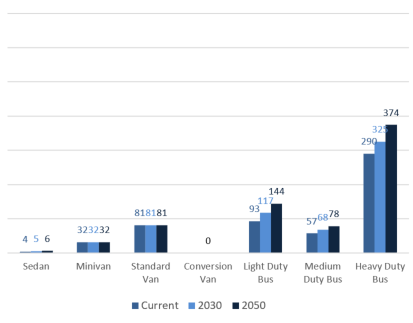 374
325
290
144
117
93
81 81 81
78
68
57
32 32 32
4 5 6
0
Sedan
Minivan
Standard
Van
Conversion
Van
Light Duty
Bus
Medium
Duty Bus
Heavy Duty
Bus
Current 2030 2050